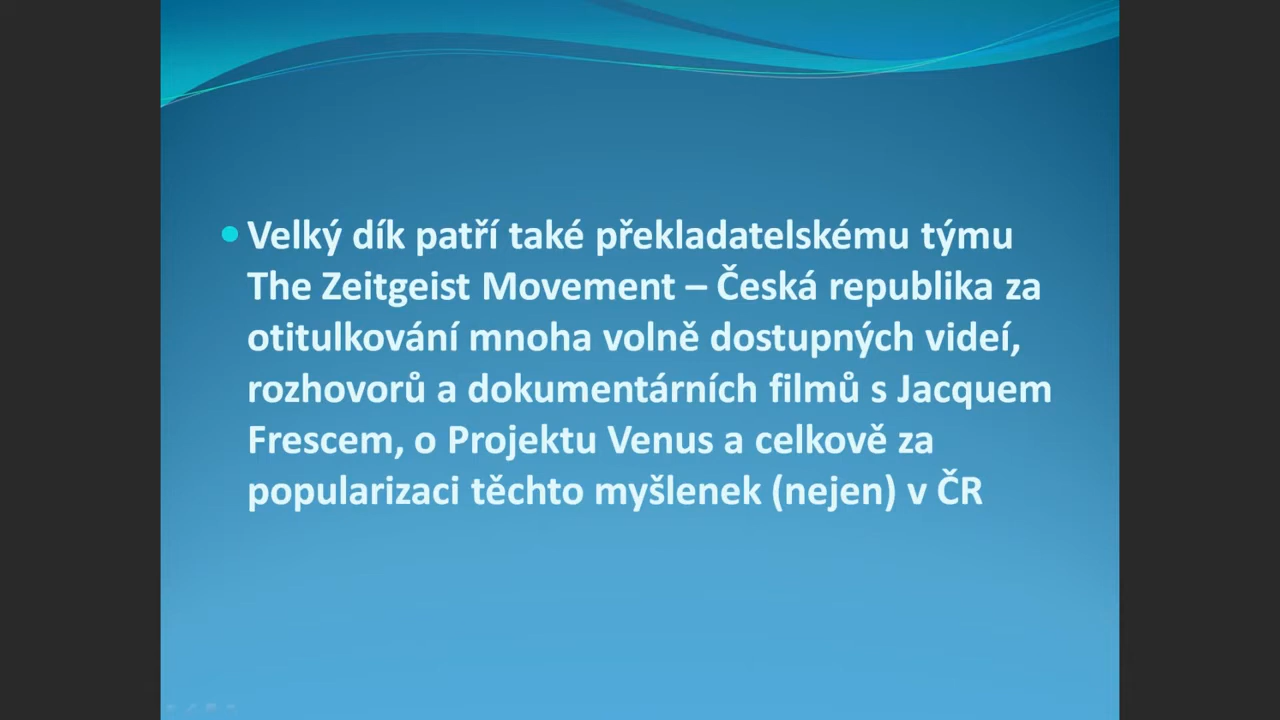 Velký dík patří také překladatelskému týmu
The Zeitgeist Movement – Česká republika za
otitulkování mnoha volně dostupných videí,
rozhovorů a dokumentárních filmů s Jacquem
Frescem, o Projektu Venus a celkově za
popularizaci těchto myšlenek (nejen) v ČR